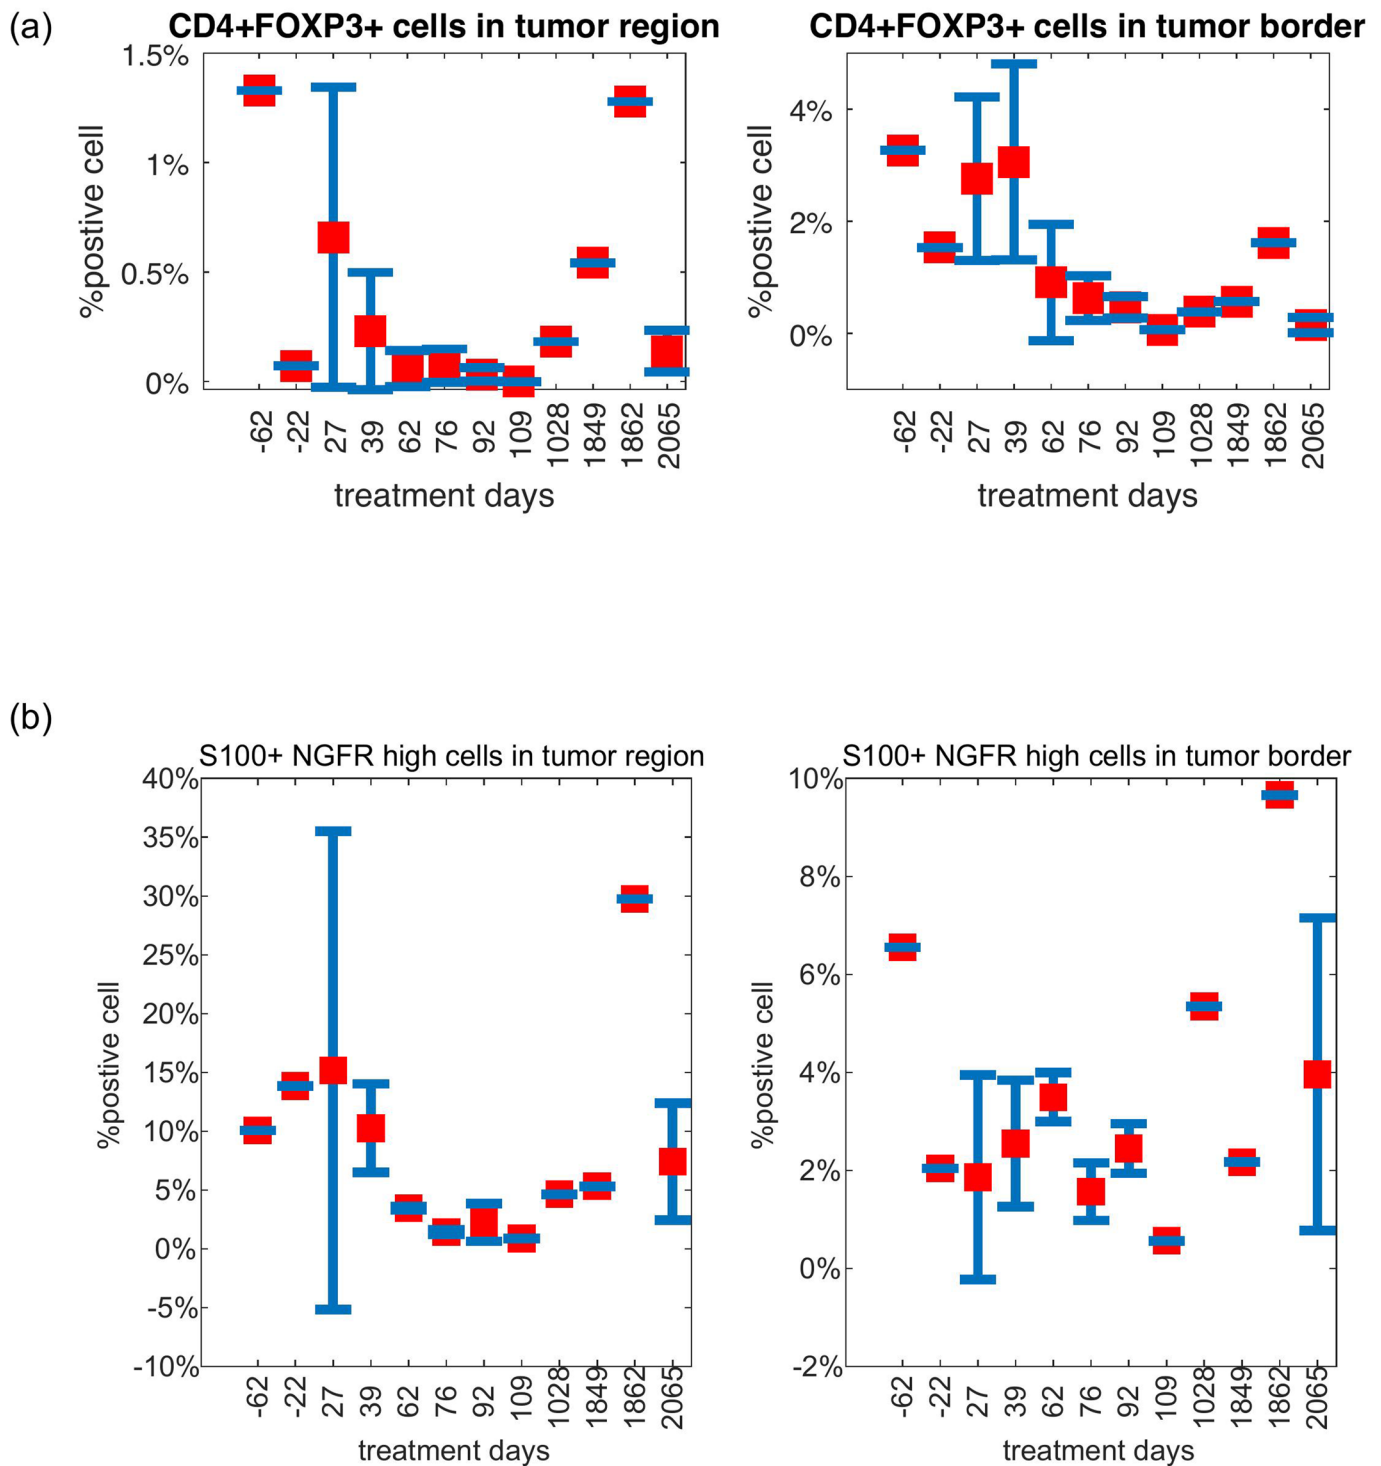 (a)
CD4+FOXP3+ cells in tumor region
1.5%
1%
0.5%
0%
%postive cell
-62 -22 27 39 62 76 92 109 1028 1849 1862 2065
treatment days
CD4+FOXP3+ cells in tumor border
4%
2%
0%
%postive cell
-62 -22 27 39 62 76 92 109 1028 1849 1862 2065
treatment days
(b)
S100+ NGFR high cells in tumor region
40%
35%
30%
25%
20%
15%
10%
5%
0%
-5%
-10%
%postive cell
-62 -22 27 39 62 76 92 109 1028 1849 1862 2065
treatment days
S100+ NGFR high cells in tumor border
10%
8%
6%
4%
2%
0%
-2%
%postive cell
-62 -22 27 39 62 76 92 109 1028 1849 1862 2065
treatment days